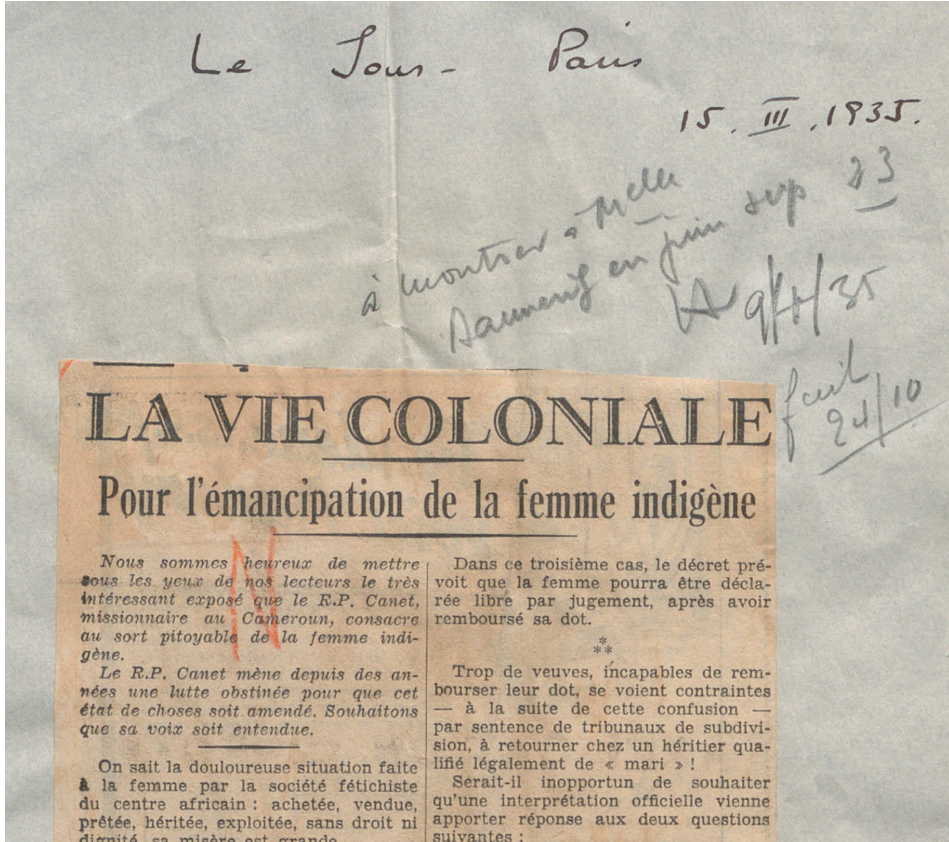 Le Jour - Paris
15. III. 1935.
à montrer à Melle
en juin sep 23
9/X/35
fait
24/10
LA VIE COLONIALE
Pour l'émancipation de la femme indigène
Nous sommes heureux de mettre
sous les yeux de nos lecteurs le très
intéressant exposé que le R.P. Canet,
missionnaire au Cameroun, consacre
au sort pitoyable de la femme indi-
gène.
Le R.P. Canet mène depuis des an-
nées une lutte obstinée pour que cet
état de choses soit amendé. Souhaitons
que sa voix soit entendue.
On sait la douloureuse situation faite
à la femme par la société fétichiste
du centre africain : achetée, vendue,
prêtée, héritée, exploitée, sans droit ni
dignité, sa misère est grande.
Dans ce troisième cas, le décret pré-
voit que la femme pourra être décla-
rée libre par jugement, après avoir
remboursé sa dot.
***
Trop de veuves, incapables de rem-
bourser leur dot, se voient contraintes
— à la suite de cette confusion —
par sentence de tribunaux de subdivi-
sion, à retourner chez un héritier qua-
lifié légalement de « mari » !
Serait-il inopportun de souhaiter
qu'une interprétation officielle vienne
apporter réponse aux deux questions
suivantes :